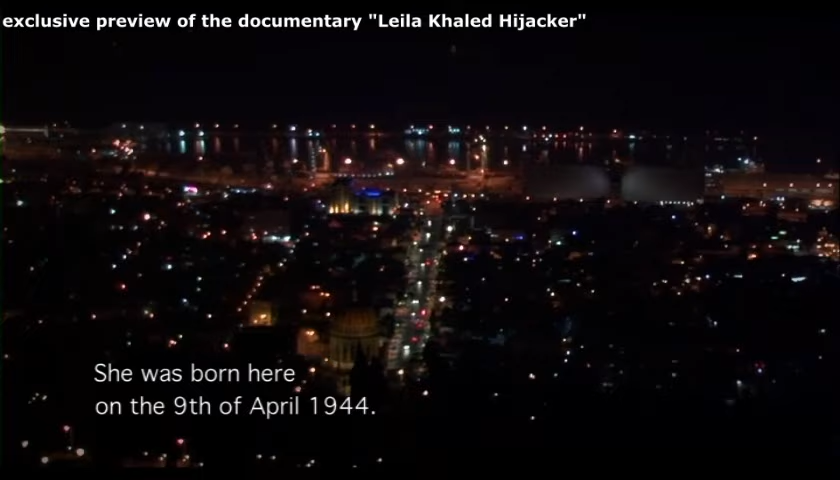 exclusive preview of the documentary "Leila Khaled Hijacker"
She was born here
on the 9th of April 1944.